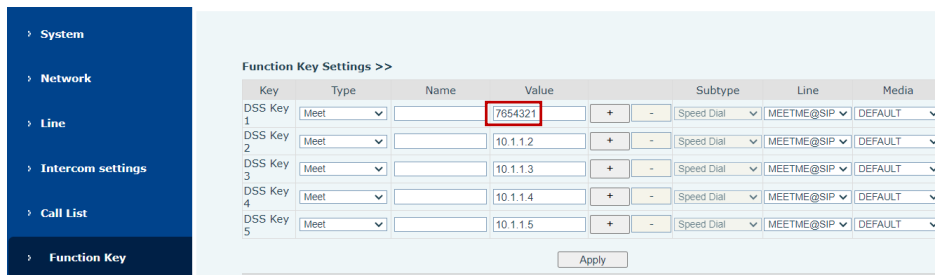 System
Network
Line
Intercom settings
Call List
Function Key
Function Key Settings >>
Key Type Name Value Subtype Line Media
DSS Key 1 Meet 7654321 + - Speed Dial MEETME@SIP DEFAULT
DSS Key 2 Meet 10.1.1.2 + - Speed Dial MEETME@SIP DEFAULT
DSS Key 3 Meet 10.1.1.3 + - Speed Dial MEETME@SIP DEFAULT
DSS Key 4 Meet 10.1.1.4 + - Speed Dial MEETME@SIP DEFAULT
DSS Key 5 Meet 10.1.1.5 + - Speed Dial MEETME@SIP DEFAULT
Apply